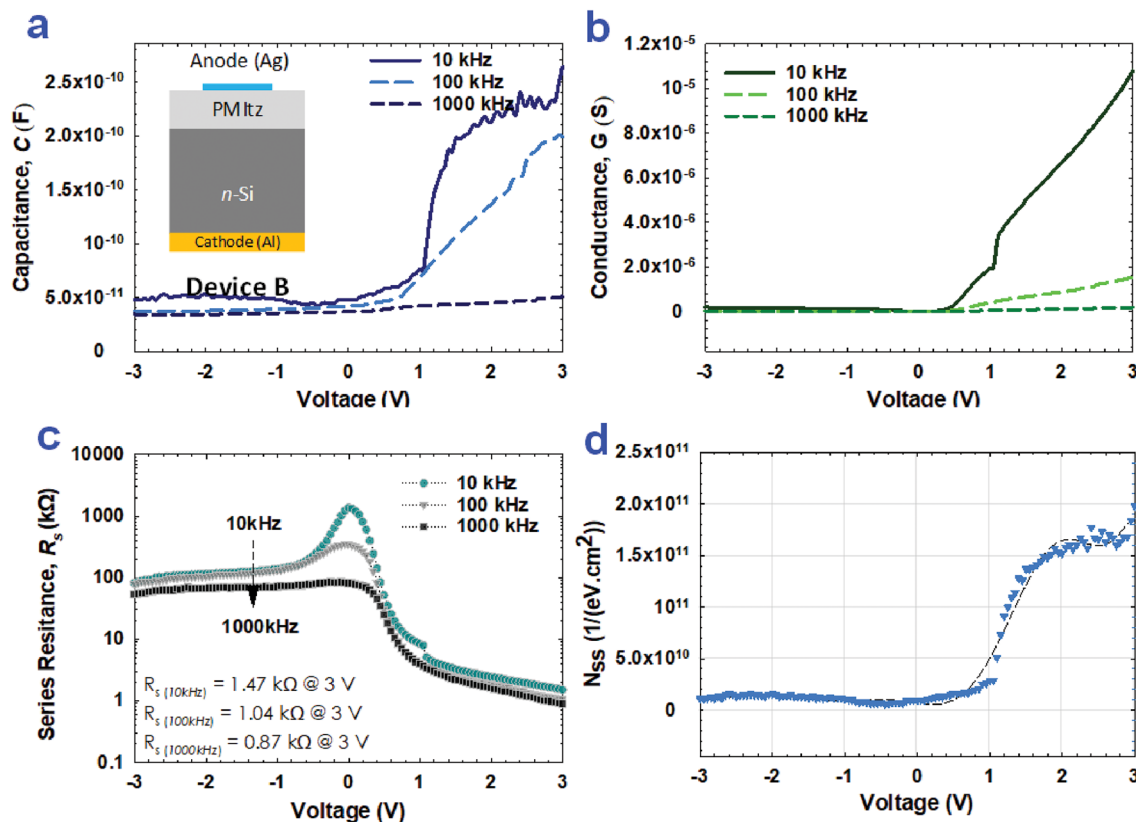 a
Capacitance, C (F)
2.5x10-10
2.0x10-10
1.5x10-10
10-10
5.0x10-11
0
Anode (Ag)
PMItz
n-Si
Cathode (Al)
Device B
10 kHz
100 kHz
1000 kHz
-3 -2 -1 0 1 2 3
Voltage (V)
b
Conductance, G (S)
1.2x10-5
10-5
8.0x10-6
6.0x10-6
4.0x10-6
2.0x10-6
0
10 kHz
100 kHz
1000 kHz
-3 -2 -1 0 1 2 3
Voltage (V)
c
Series Resitance, Rs (kΩ)
10000
1000
100
10
1
0.1
10 kHz
100 kHz
1000 kHz
10kHz
1000kHz
Rs (10kHz) = 1.47 kΩ @ 3 V
Rs (100kHz) = 1.04 kΩ @ 3 V
Rs (1000kHz) = 0.87 kΩ @ 3 V
-3 -2 -1 0 1 2 3
Voltage (V)
d
Nss (1/(eV.cm2))
2.5x1011
2.0x1011
1.5x1011
1011
5.0x1010
0
-3 -2 -1 0 1 2 3
Voltage (V)